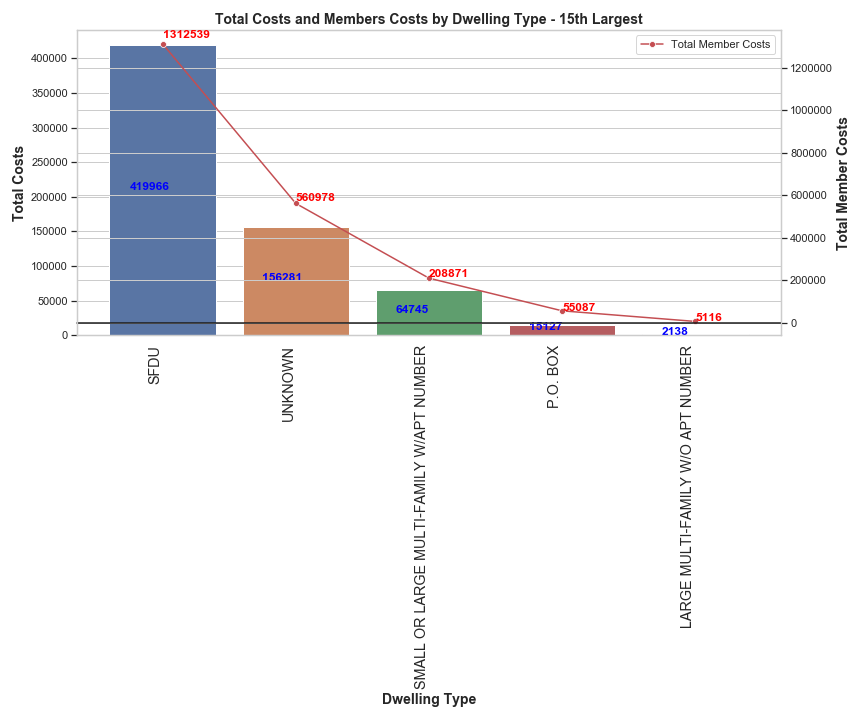 Total Costs and Members Costs by Dwelling Type - 15th Largest
Total Member Costs
Total Costs
400000
350000
300000
250000
200000
150000
100000
50000
0
1312539
419966
560978
156281
208871
64745
55087
15127
5116
2138
1200000
1000000
800000
600000
400000
200000
0
Total Member Costs
SFDU
UNKNOWN
SMALL OR LARGE MULTI-FAMILY W/APT NUMBER
P.O. BOX
LARGE MULTI-FAMILY W/O APT NUMBER
Dwelling Type